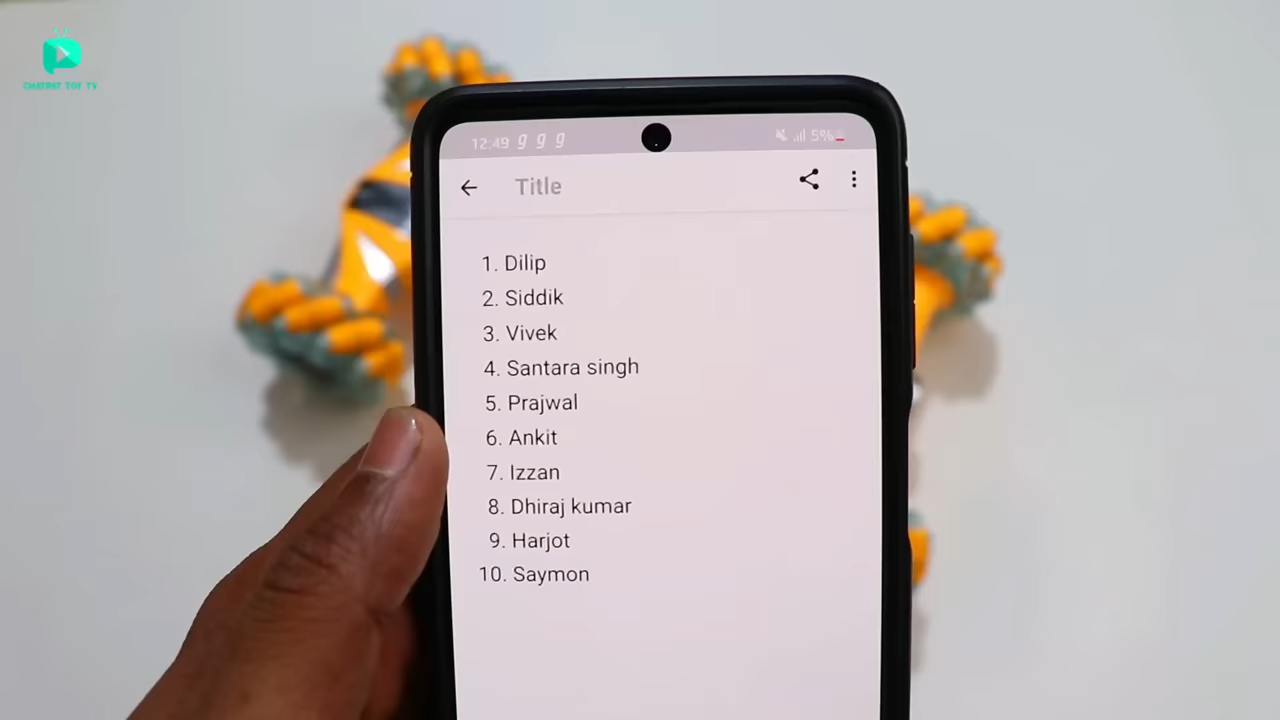 CHATPAT TOY TV
12:49 g g g 5%
Title
1. Dilip
2. Siddik
3. Vivek
4. Santara singh
5. Prajwal
6. Ankit
7. Izzan
8. Dhiraj kumar
9. Harjot
10. Saymon